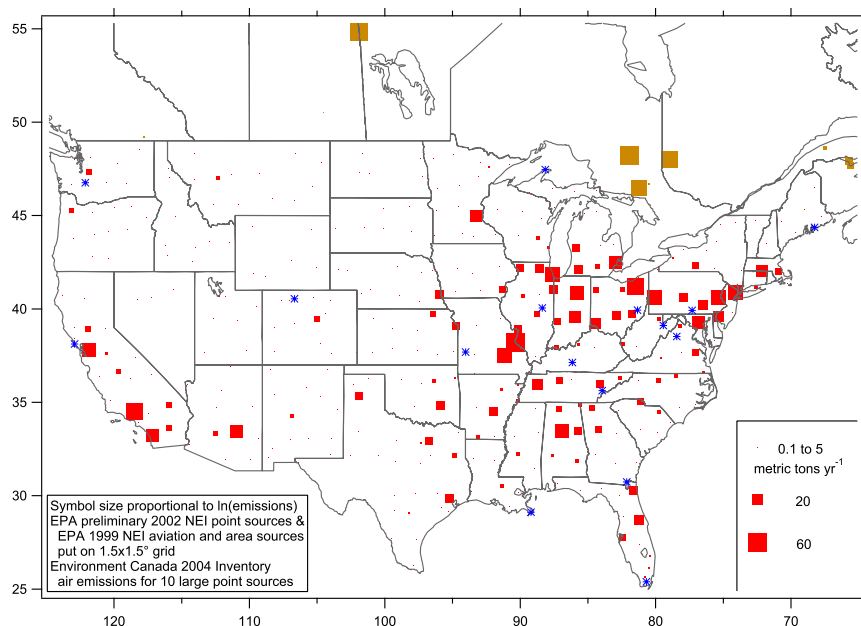 55
50
45
40
35
30
25
0.1 to 5
metric tons yr-1
20
60
Symbol size proportional to ln(emissions)
EPA preliminary 2002 NEI point sources &
EPA 1999 NEI aviation and area sources
put on 1.5x1.5° grid
Environment Canada 2004 Inventory
air emissions for 10 large point sources
120
110
100
90
80
70